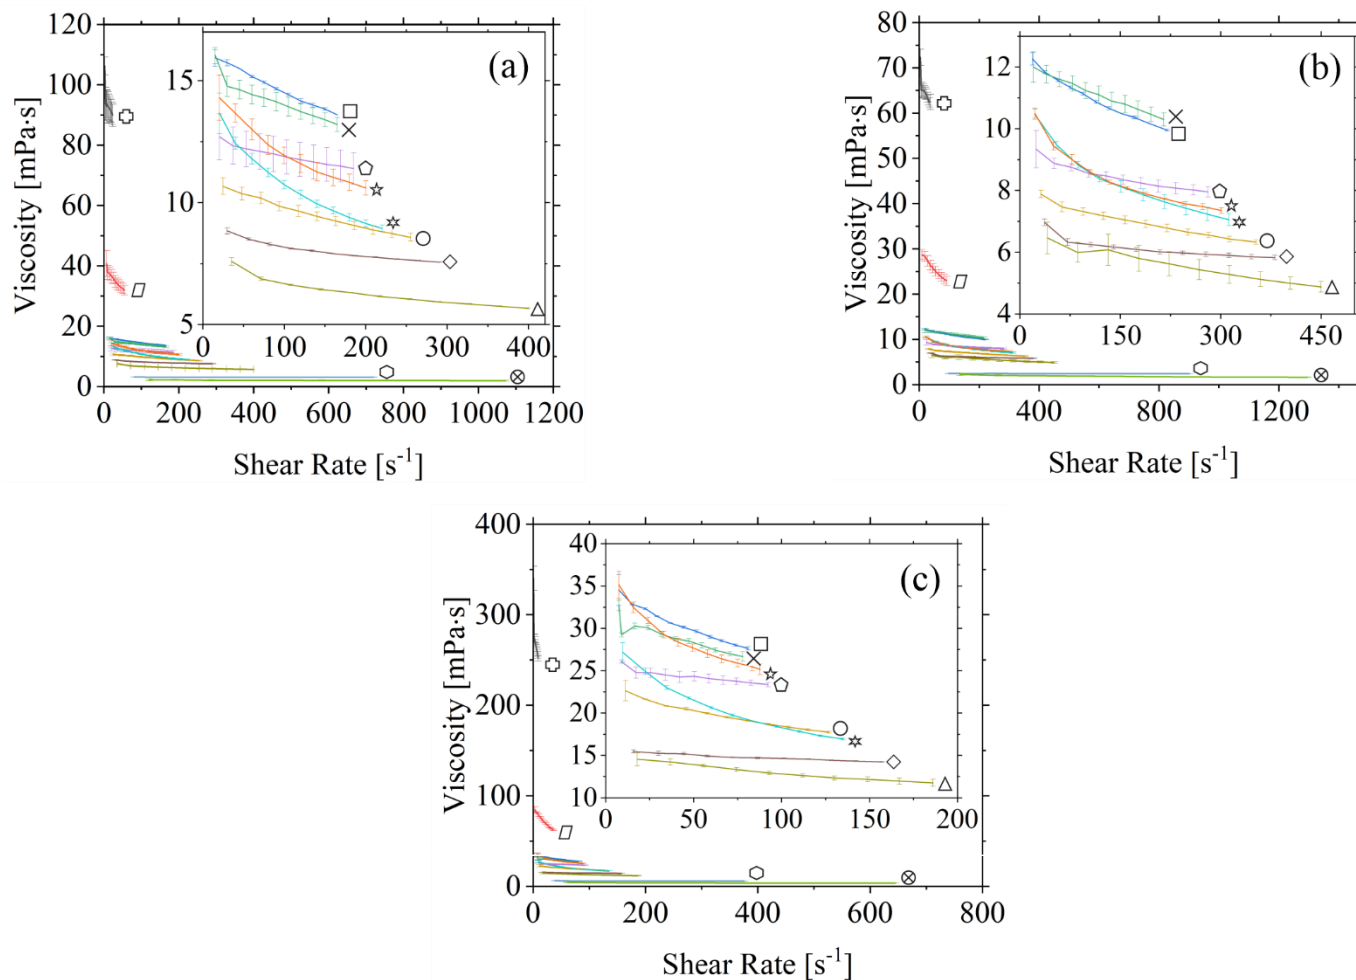 (a)
Viscosity [mPa·s]
120
100
80
60
40
20
0
15
10
5
0 100 200 300 400
0 200 400 600 800 1000 1200
Shear Rate [s⁻¹]
(b)
Viscosity [mPa·s]
80
70
60
50
40
30
20
10
0
12
10
8
6
4
0 150 300 450
0 400 800 1200
Shear Rate [s⁻¹]
(c)
Viscosity [mPa·s]
400
300
200
100
0
40
35
30
25
20
15
10
0 50 100 150 200
0 200 400 600 800
Shear Rate [s⁻¹]